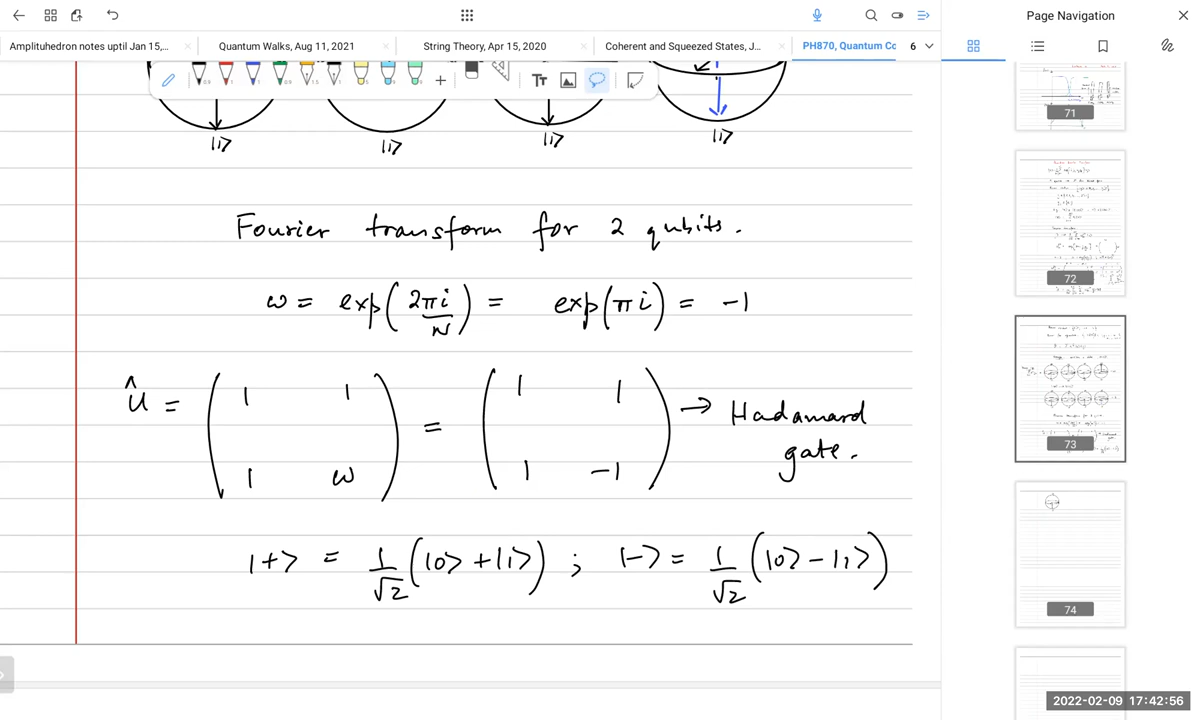 Page Navigation
Amplituhedron notes uptil Jan 15,...
Quantum Walks, Aug 11, 2021
String Theory, Apr 15, 2020
Coherent and Squeezed States, J...
PH870, Quantum Cc
6
Tт
|1> |1> |1> |1>
Fourier transform for 2 qubits.
ω = exp(2πi/N) = exp(πi) = -1
û = ( 1 1 ) = ( 1 1 ) → Hadamard
( 1 ω ) ( 1 -1 ) gate.
|+> = 1/√2 (|0> + |1>) ; |-> = 1/√2 (|0> - |1>)
71
72
73
74
2022-02-09 17:42:56